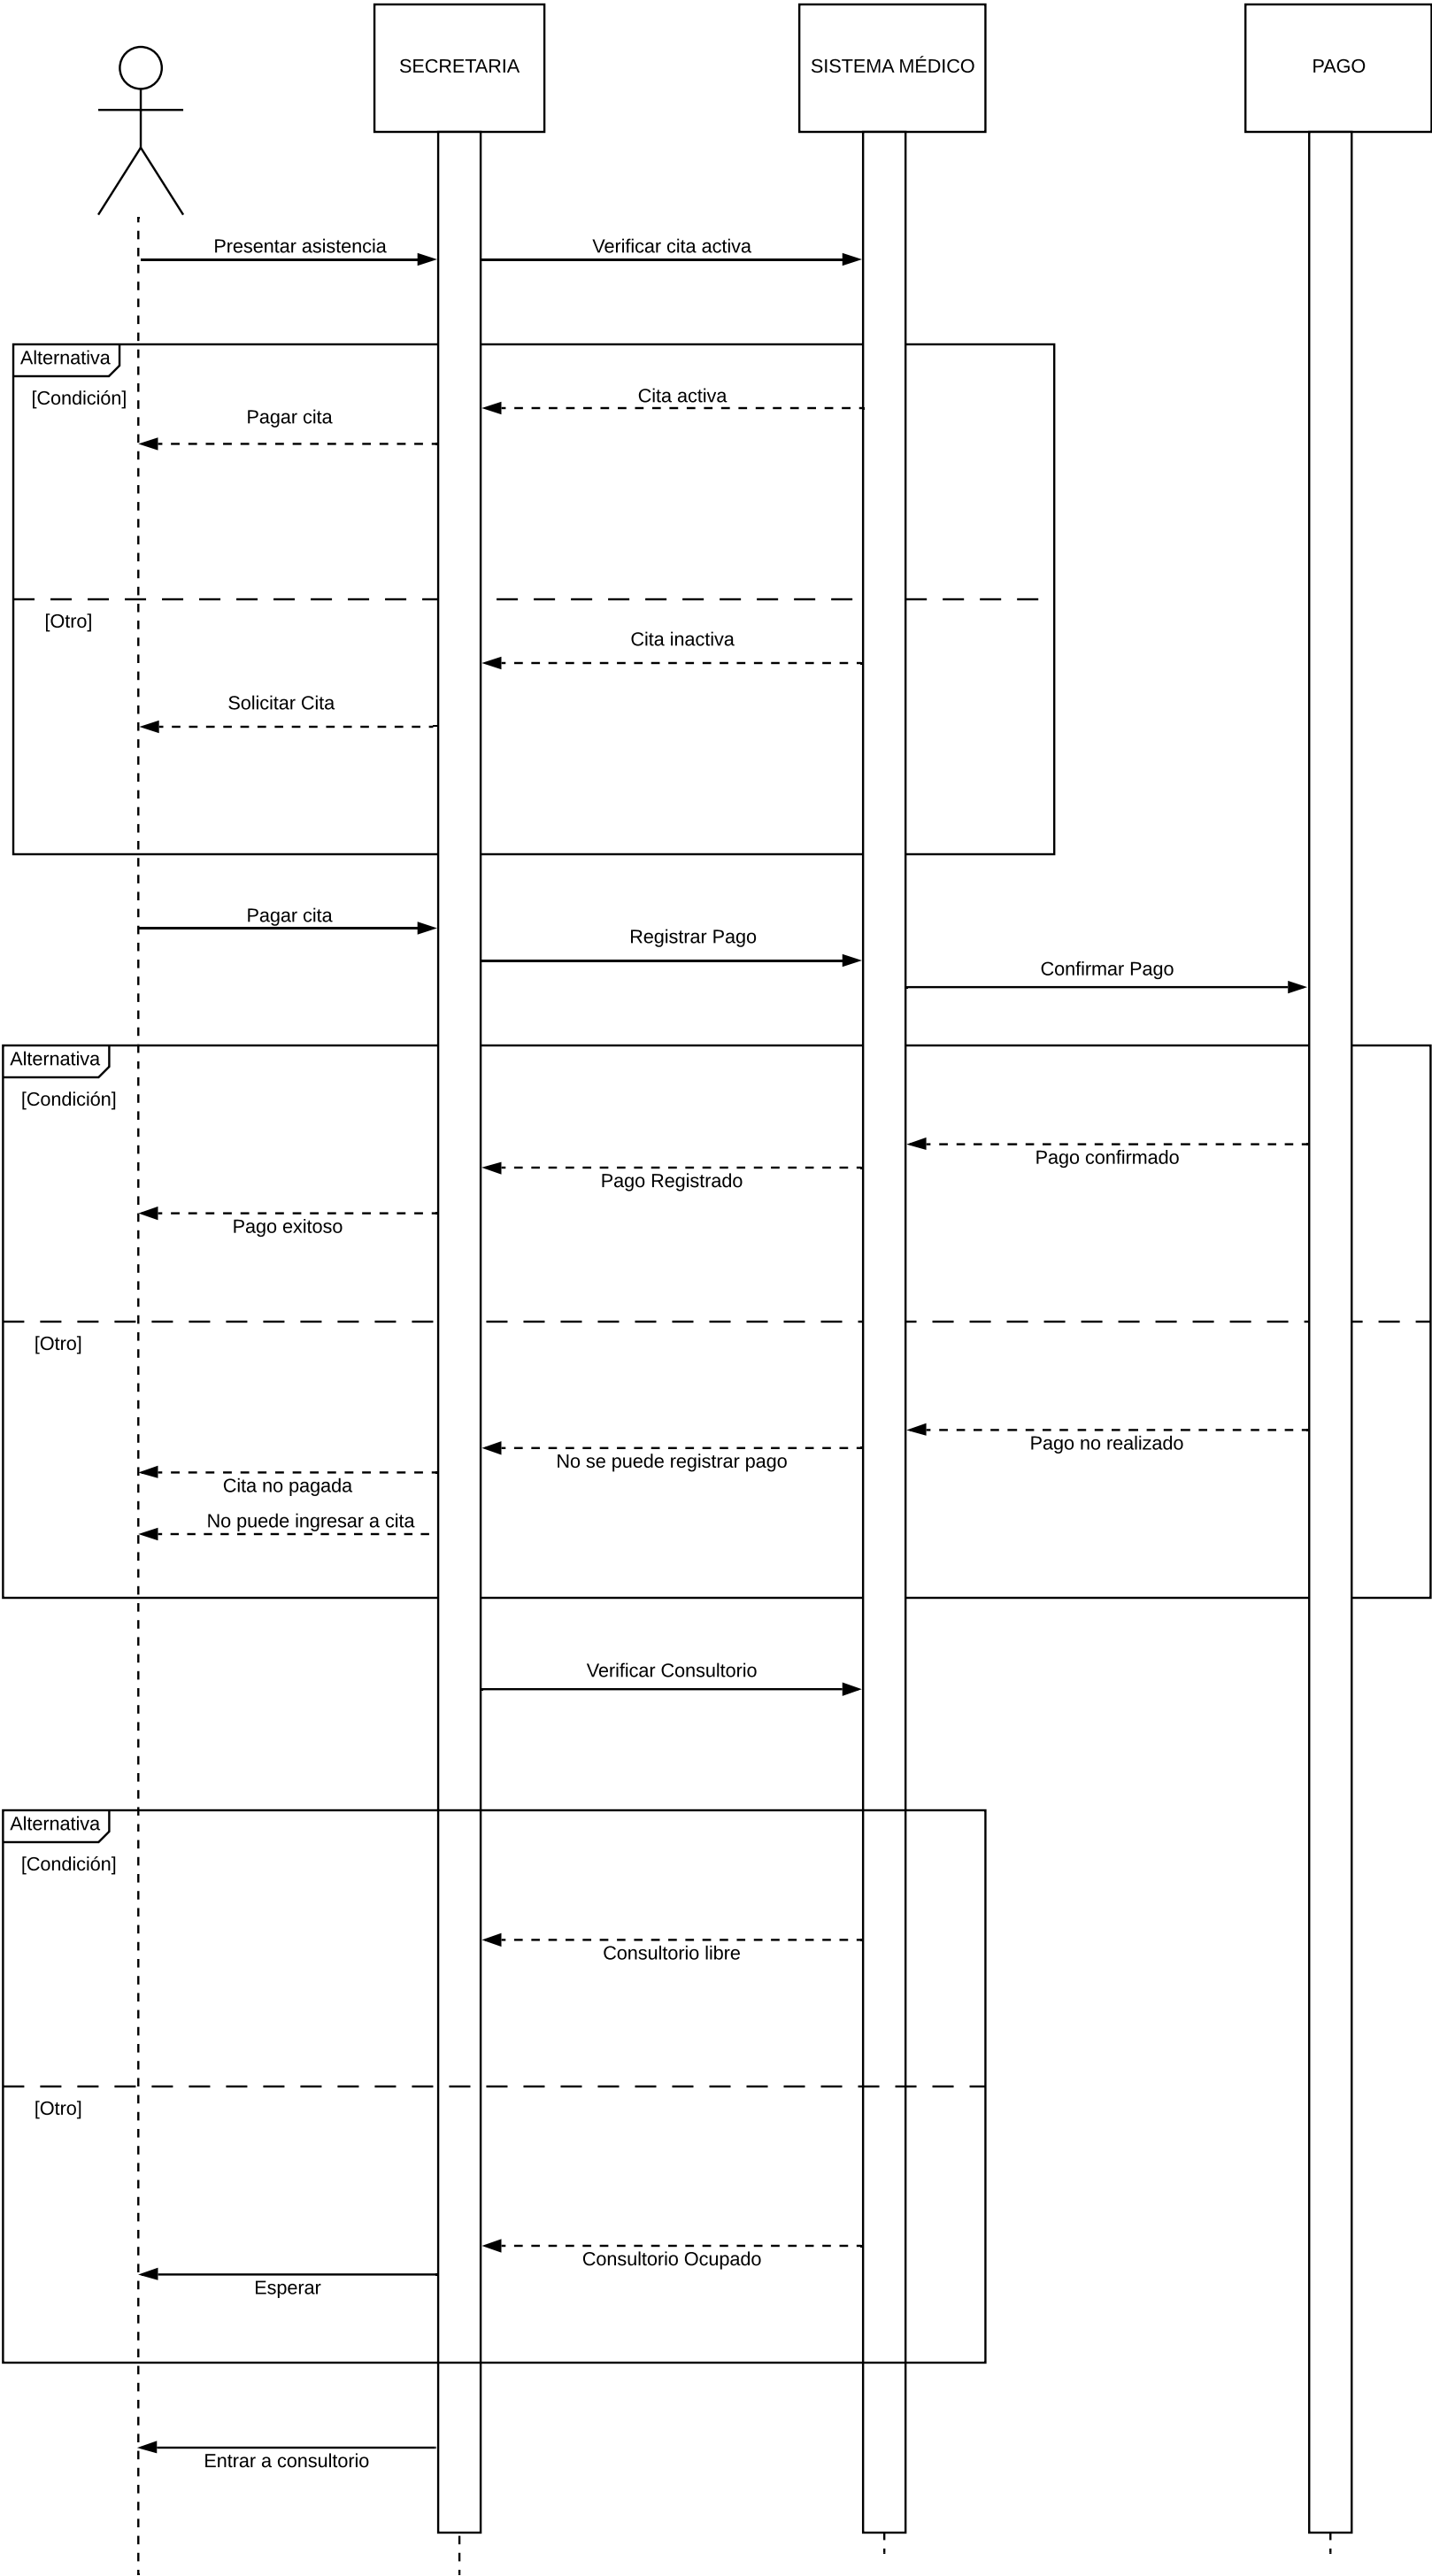 SECRETARIA
SISTEMA MÉDICO
PAGO
Presentar asistencia
Verificar cita activa
Alternativa
[Condición]
Cita activa
Pagar cita
[Otro]
Cita inactiva
Solicitar Cita
Pagar cita
Registrar Pago
Confirmar Pago
Alternativa
[Condición]
Pago confirmado
Pago Registrado
Pago exitoso
[Otro]
Pago no realizado
No se puede registrar pago
Cita no pagada
No puede ingresar a cita
Verificar Consultorio
Alternativa
[Condición]
Consultorio libre
[Otro]
Consultorio Ocupado
Esperar
Entrar a consultorio